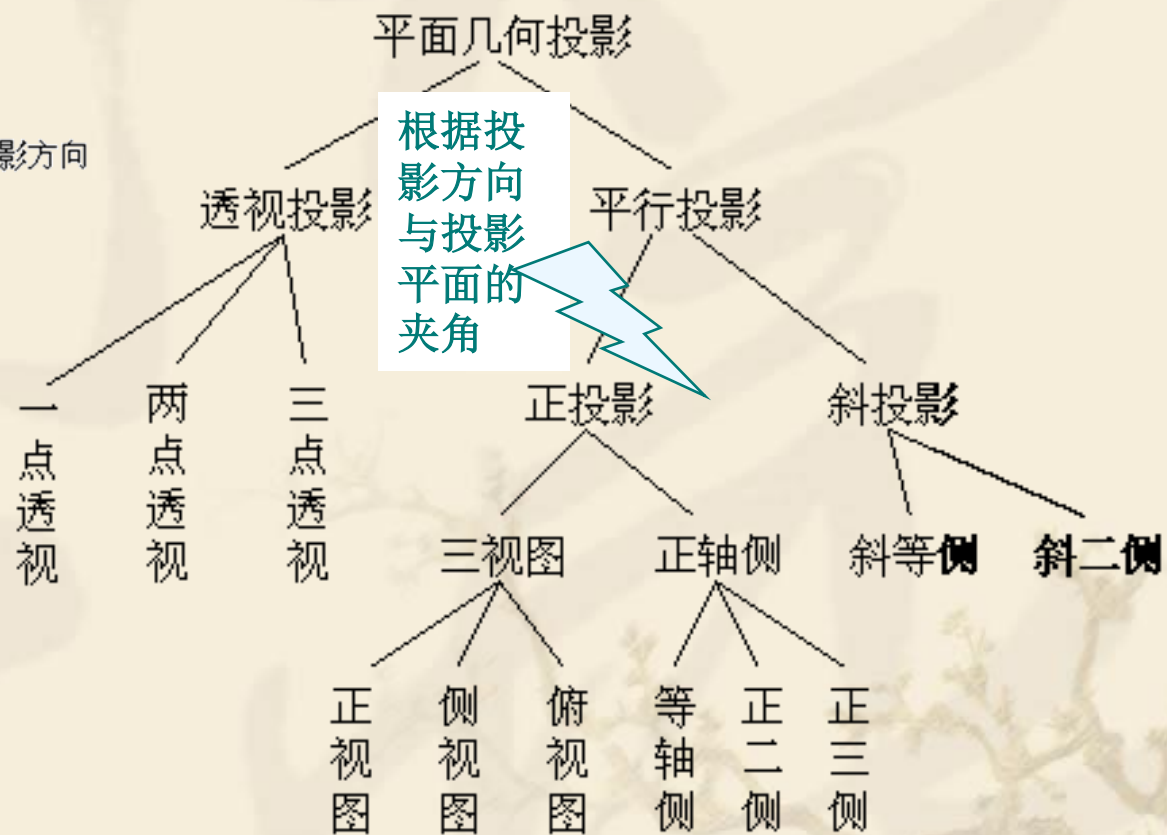 平面几何投影
根据投
影方向
与投影
平面的
夹角
影方向
透视投影
平行投影
一点透视
两点透视
三点透视
正投影
斜投影
三视图
正轴侧
斜等侧
斜二侧
正视图
侧视图
俯视图
等轴侧
正二侧
正三侧